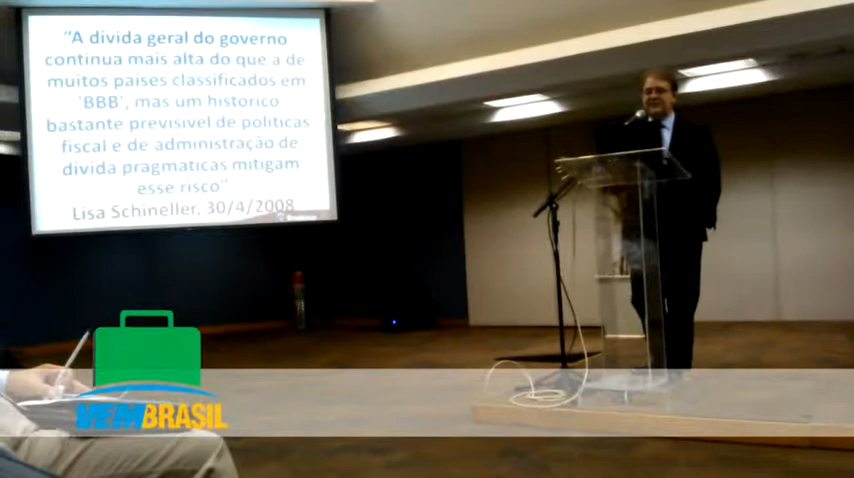 "A divida geral do governo
continua mais alta do que a de
muitos paises classificados em
'BBB', mas um historico
bastante previsivel de politicas
fiscal e de administração de
divida pragmaticas mitigam
esse risco"
Lisa Schineller, 30/4/2008
VEMBRASIL